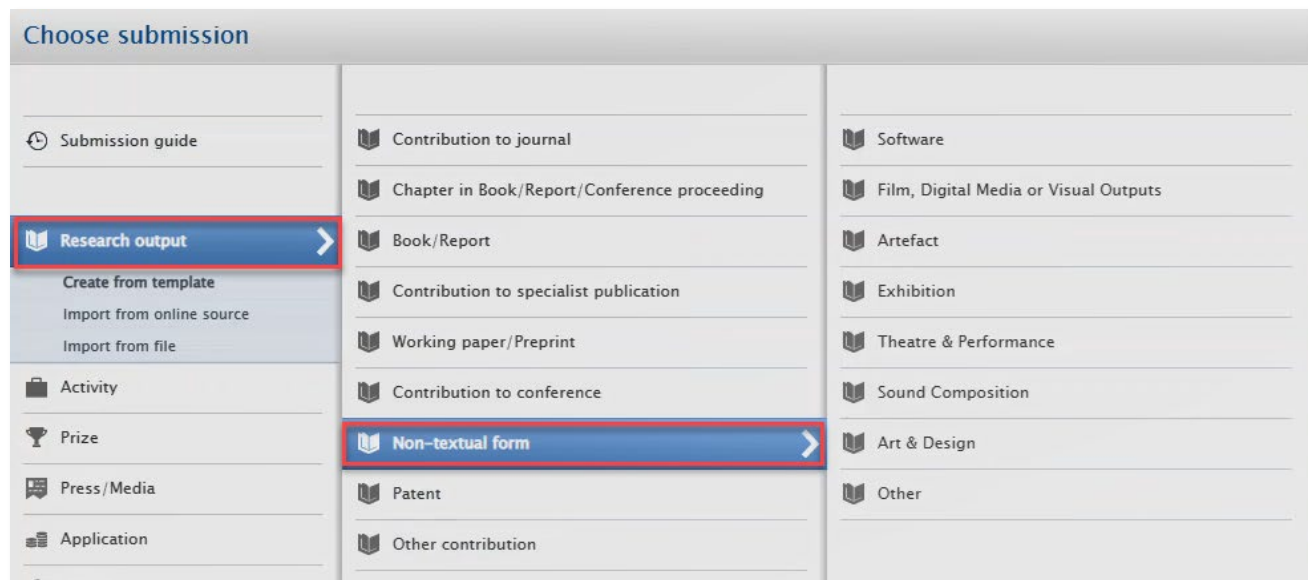 Choose submission
Submission guide
Research output
Create from template
Import from online source
Import from file
Activity
Prize
Press/Media
Application
Contribution to journal
Chapter in Book/Report/Conference proceeding
Book/Report
Contribution to specialist publication
Working paper/Preprint
Contribution to conference
Non-textual form
Patent
Other contribution
Software
Film, Digital Media or Visual Outputs
Artefact
Exhibition
Theatre & Performance
Sound Composition
Art & Design
Other